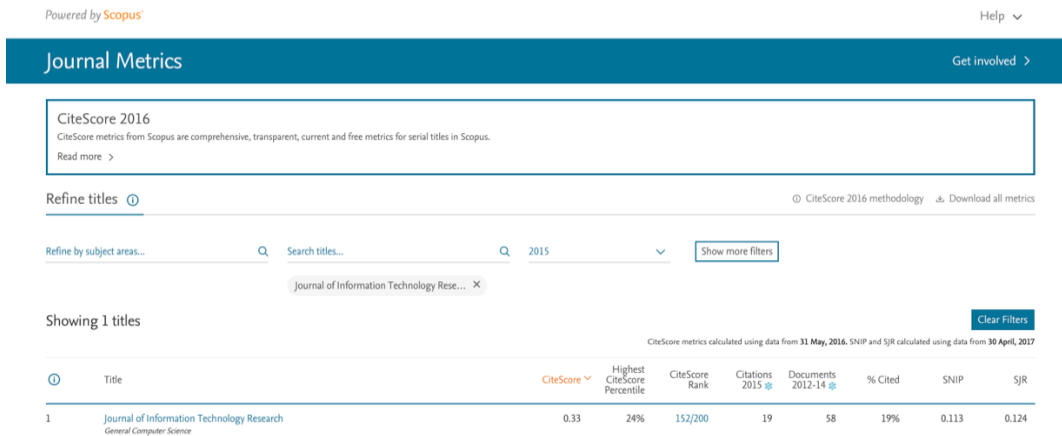 Powered by Scopus®
Help
Journal Metrics
Get involved >
CiteScore 2016
CiteScore metrics from Scopus are comprehensive, transparent, current and free metrics for serial titles in Scopus.
Read more >
Refine titles
CiteScore 2016 methodology Download all metrics
Refine by subject areas... Search titles... 2015 Show more filters
Journal of Information Technology Rese... ×
Showing 1 titles
Clear Filters
CiteScore metrics calculated using data from 31 May, 2016. SNIP and SJR calculated using data from 30 April, 2017
Title CiteScore Highest CiteScore Percentile CiteScore Rank Citations 2015 Documents 2012-14 % Cited SNIP SJR
1 Journal of Information Technology Research 0.33 24% 152/200 19 58 19% 0.113 0.124
General Computer Science